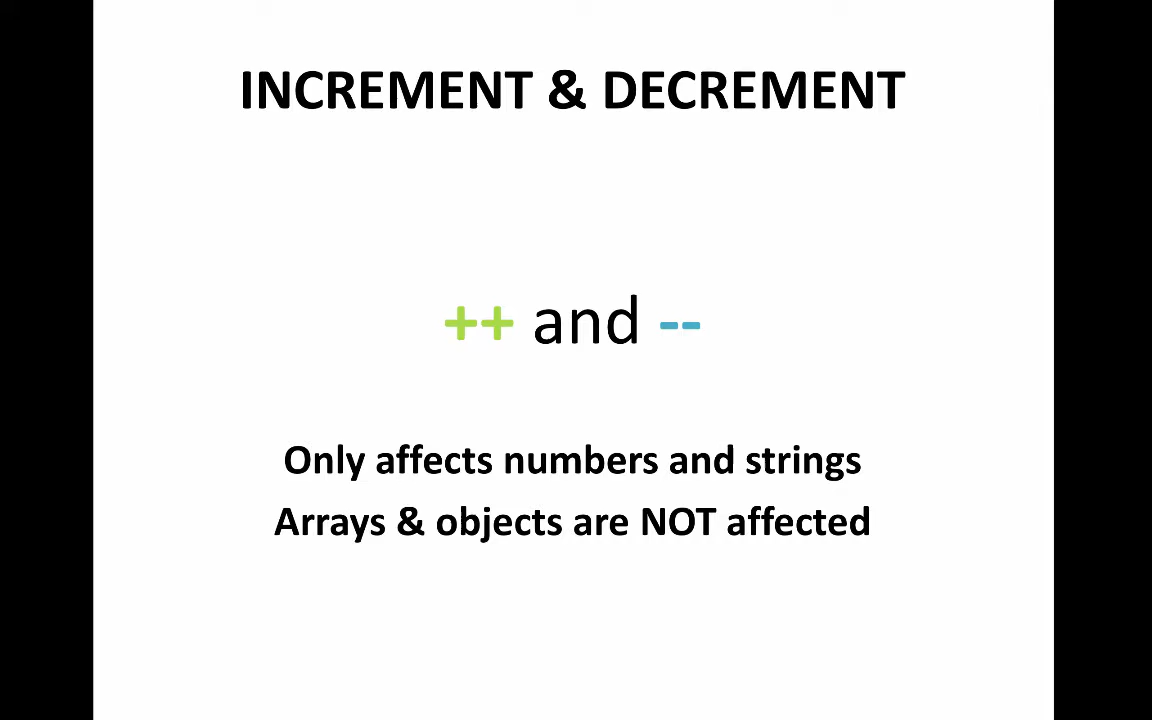 INCREMENT & DECREMENT
++ and --
Only affects numbers and strings
Arrays & objects are NOT affected